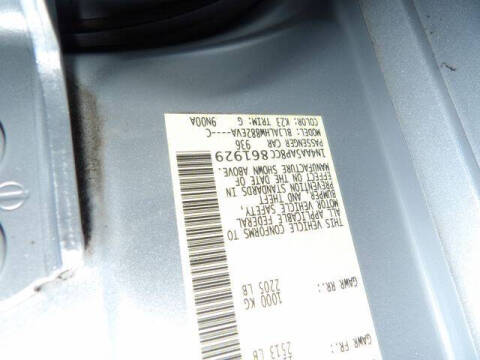 GAWR FR.:
2513 LB
GAWR RR.:
1000 KG
2205 LB
THIS VEHICLE CONFORMS TO
ALL APPLICABLE FEDERAL
MOTOR VEHICLE SAFETY,
BUMPER, AND THEFT
PREVENTION STANDARDS IN
EFFECT ON THE DATE OF
MANUFACTURE SHOWN ABOVE.
1N4AA5AP8CC861929
PASSENGER CAR 936
MODEL: BL3ALHWB82EVA----C
COLOR: K23 TRIM: G 9N00A